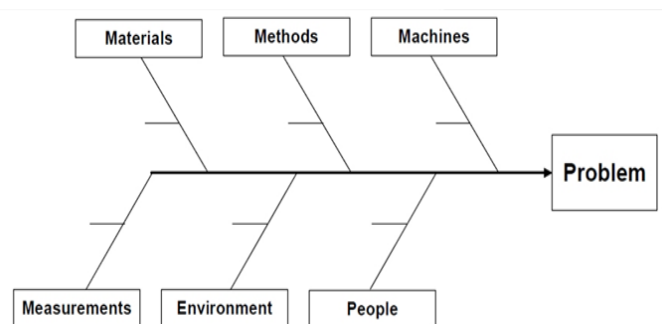 Materials
Methods
Machines
Problem
Measurements
Environment
People